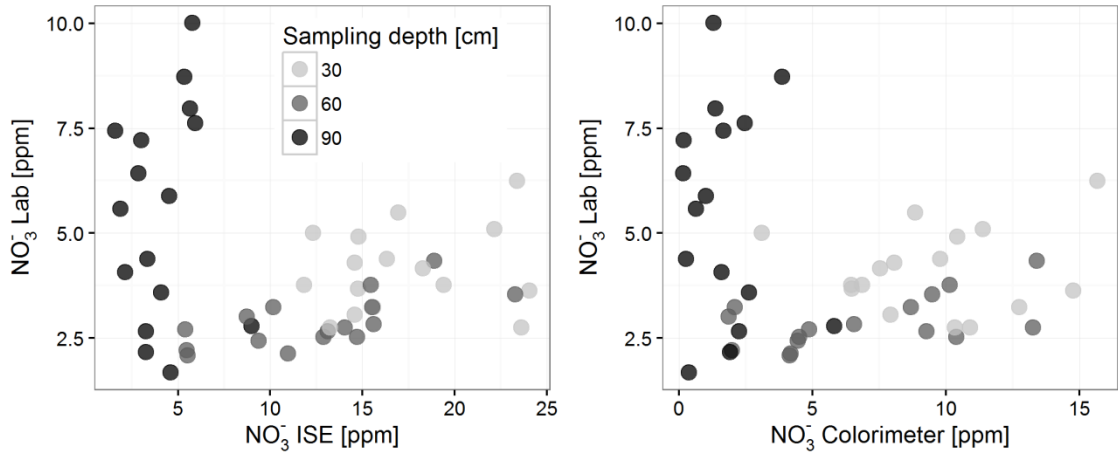 NO₃⁻ Lab [ppm]
10.0
7.5
5.0
2.5
Sampling depth [cm]
30
60
90
5 10 15 20 25
NO₃⁻ ISE [ppm]
NO₃⁻ Lab [ppm]
10.0
7.5
5.0
2.5
0 5 10 15
NO₃⁻ Colorimeter [ppm]